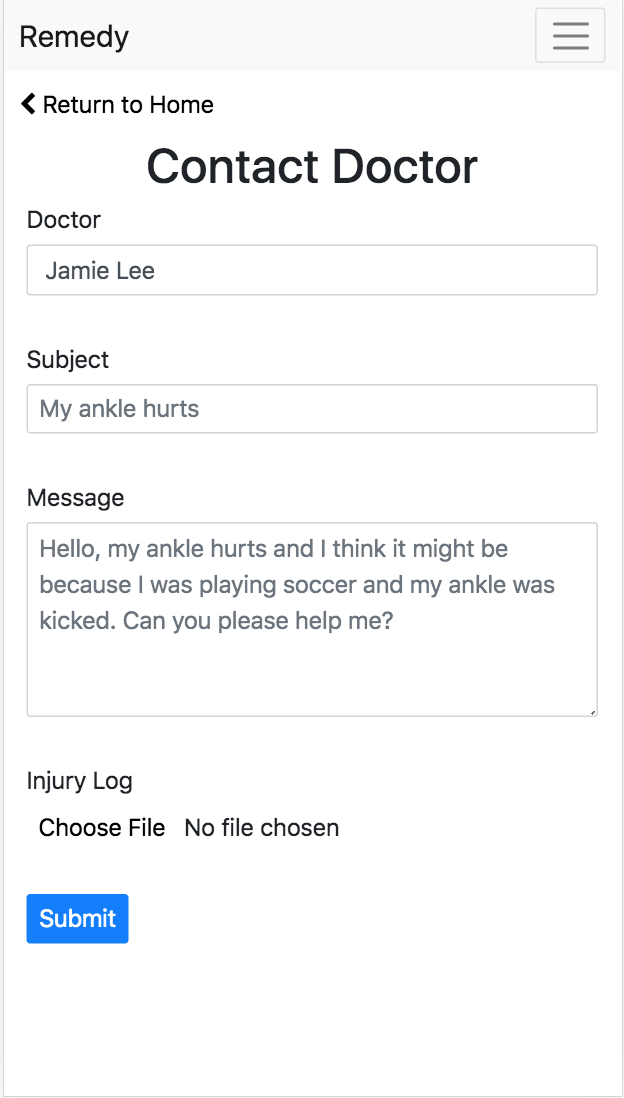 Remedy
Return to Home
Contact Doctor
Doctor
Jamie Lee
Subject
My ankle hurts
Message
Hello, my ankle hurts and I think it might be
because I was playing soccer and my ankle was
kicked. Can you please help me?
Injury Log
Choose File No file chosen
Submit